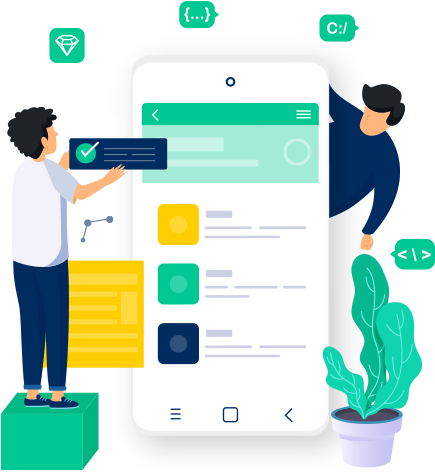 {...}
C:/
< \ >